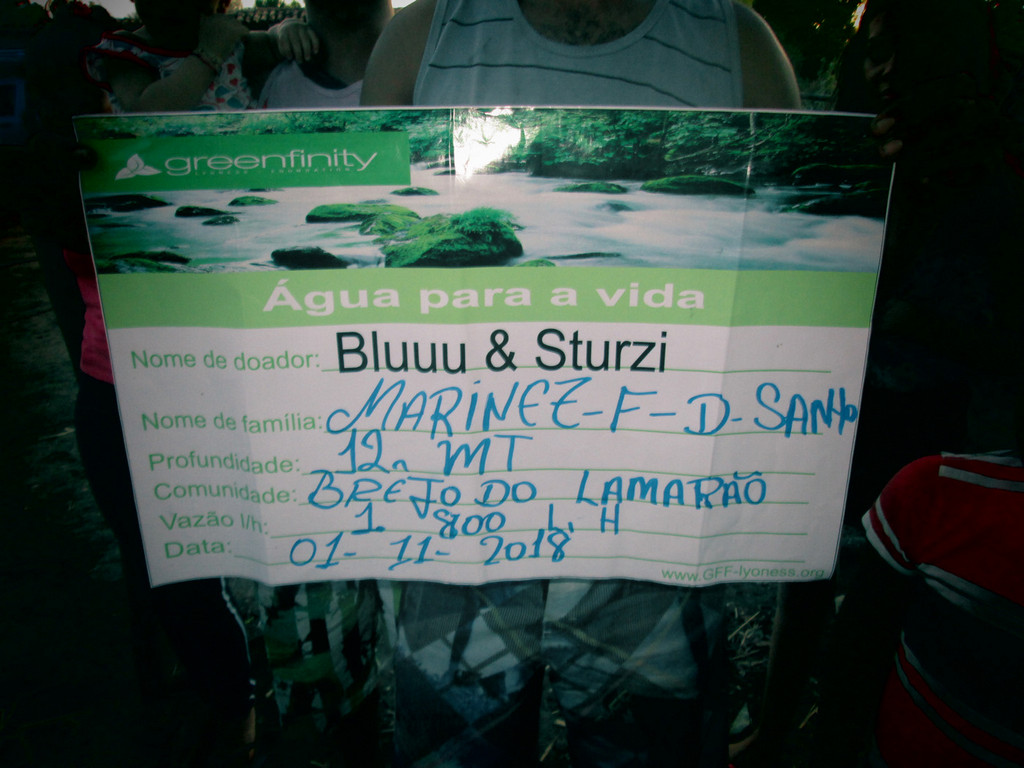 greenfinity
Água para a vida
Nome de doador: Bluuu & Sturzi
Nome de família: MARINEZ-F-D-SANto
Profundidade: 12. MT
Comunidade: BREJO DO LAMARÃO
Vazão l/h: 1. 800 L. H
Data: 01-11-2018
www.GFF-lyoness.org